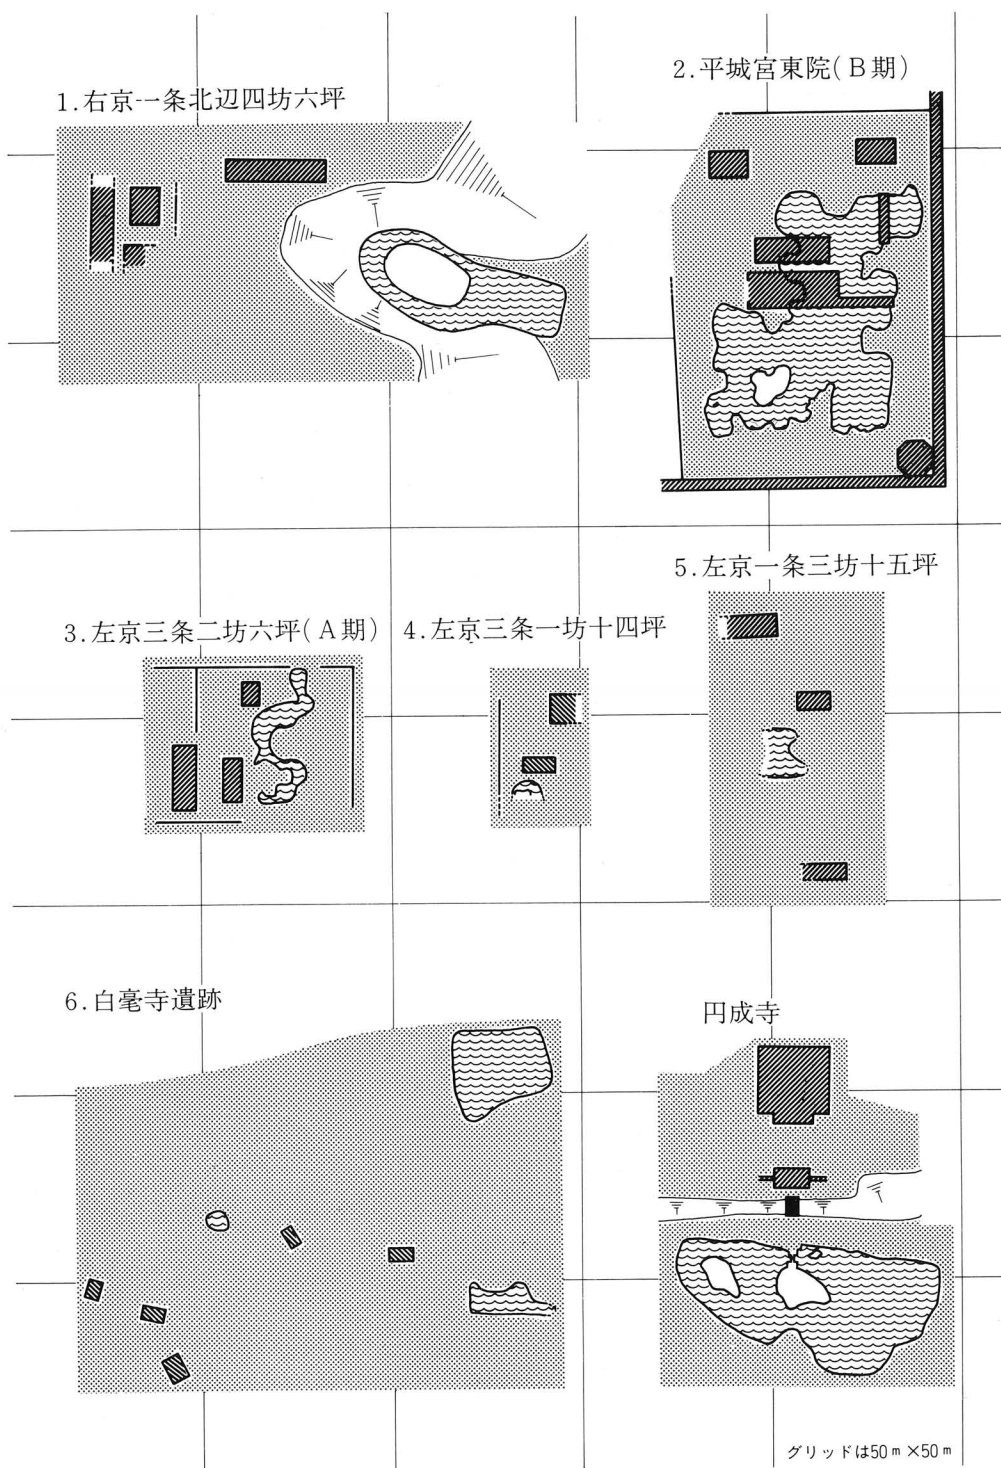 1.右京一条北辺四坊六坪
2.平城宮東院(B期)
3.左京三条二坊六坪(A期)
4.左京三条一坊十四坪
5.左京一条三坊十五坪
6.白毫寺遺跡
円成寺
グリッドは50m×50m